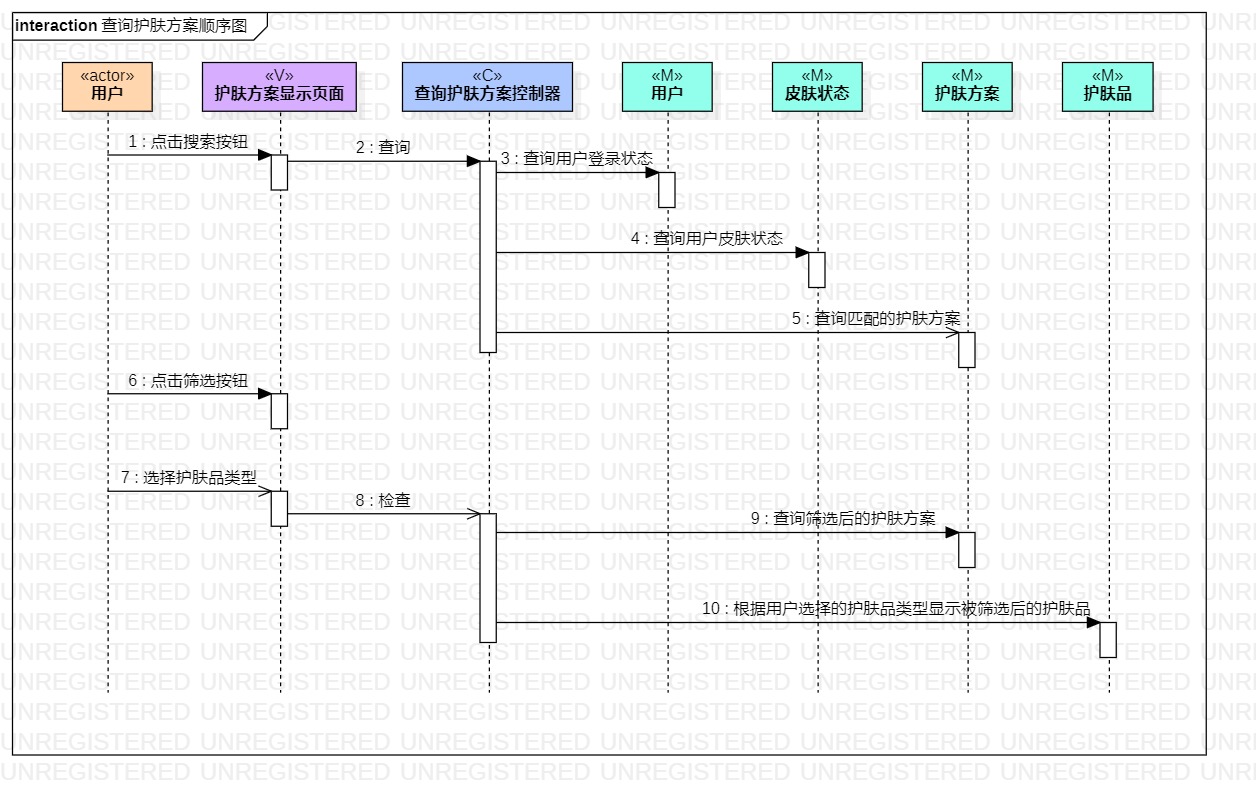 interaction 查询护肤方案顺序图
«actor»
用户
«V»
护肤方案显示页面
«C»
查询护肤方案控制器
«M»
用户
«M»
皮肤状态
«M»
护肤方案
«M»
护肤品
1 : 点击搜索按钮
2 : 查询
3 : 查询用户登录状态
4 : 查询用户皮肤状态
5 : 查询匹配的护肤方案
6 : 点击筛选按钮
7 : 选择护肤品类型
8 : 检查
9 : 查询筛选后的护肤方案
10 : 根据用户选择的护肤品类型显示被筛选后的护肤品
UNREGISTERED